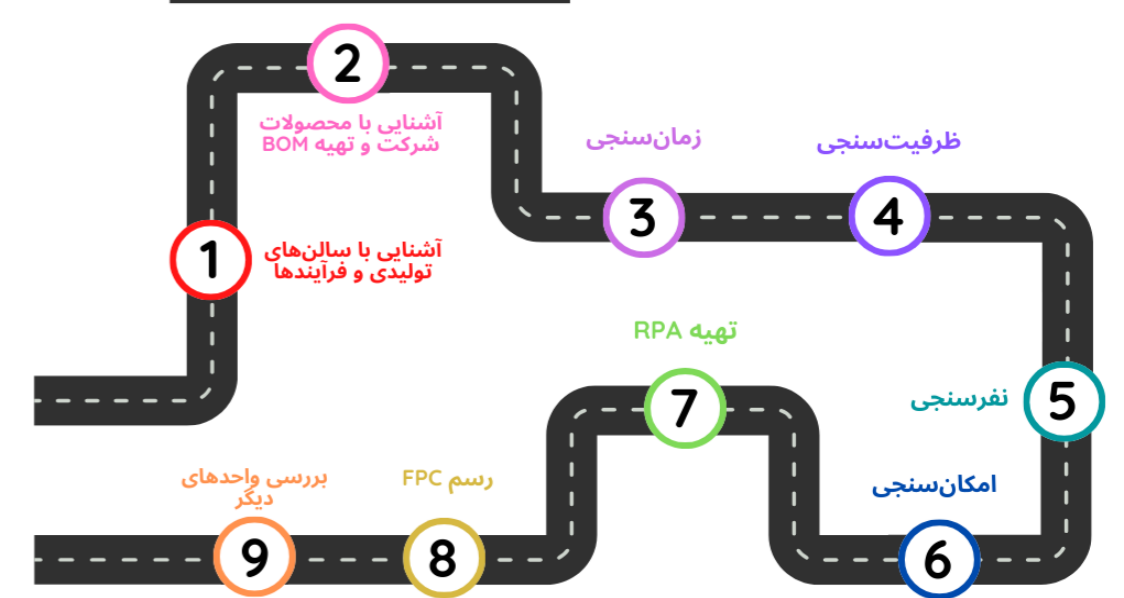 1
آشنایی با سالن‌های
تولیدی و فرآیندها
2
آشنایی با محصولات
شرکت و تهیه BOM
3
زمان‌سنجی
4
ظرفیت‌سنجی
5
نفرسنجی
6
امکان‌سنجی
7
تهیه RPA
8
رسم FPC
9
بررسی واحدهای
دیگر